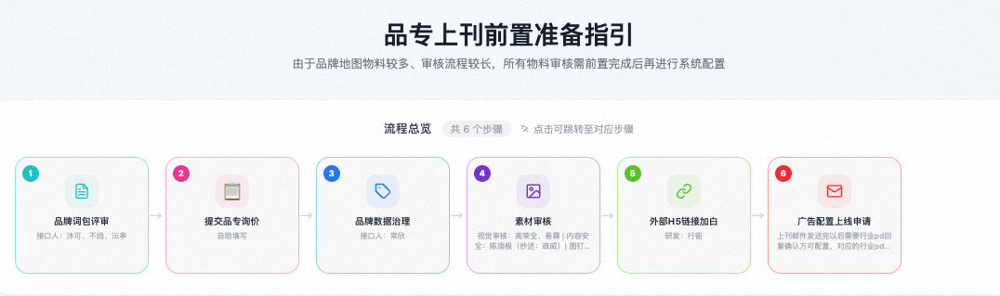 品专上刊前置准备指引
由于品牌地图物料较多、审核流程较长，所有物料审核需前置完成后再进行系统配置
流程总览 共 6 个步骤 点击可跳转至对应步骤
1
品牌词包评审
接口人：沐可、不绉、沄亭
2
提交品专询价
自助填写
3
品牌数据治理
接口人：常欣
4
素材审核
视觉审核：高荣全、易霖 | 内容安
全：陈添极（抄送：政威）| 图钉...
5
外部H5链接加白
研发：行衙
6
广告配置上线申请
上刊邮件发送完以后需要行业pd回
复确认方可配置，对应的行业pd...